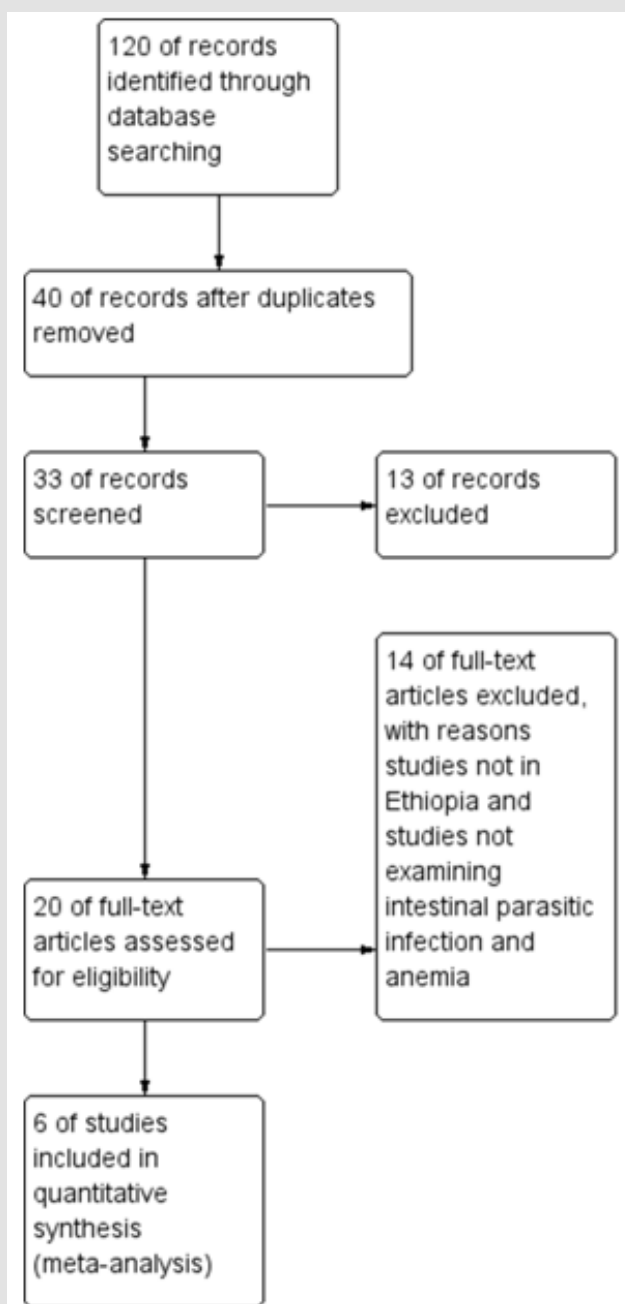 120 of records
identified through
database
searching
40 of records after duplicates
removed
33 of records
screened
13 of records
excluded
14 of full-text
articles excluded,
with reasons
studies not in
Ethiopia and
studies not
examining
intestinal parasitic
infection and
anemia
20 of full-text
articles assessed
for eligibility
6 of studies
included in
quantitative
synthesis
(meta-analysis)